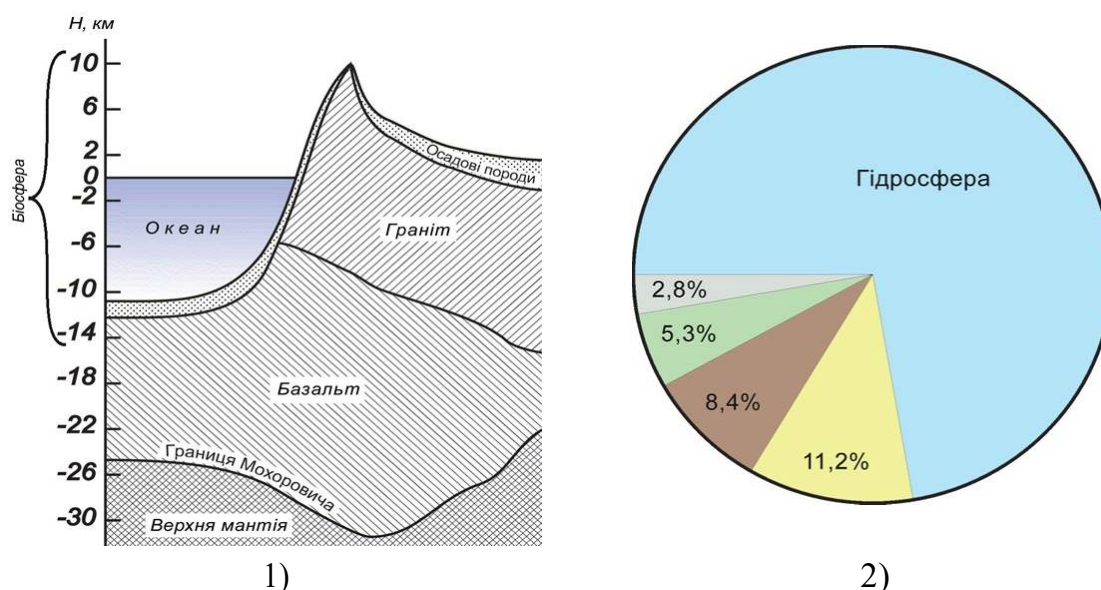 Н, км
Біосфера
10
6
2
0
-2
-6
-10
-14
-18
-22
-26
-30
Океан
Осадові породи
Граніт
Базальт
Границя Мохоровича
Верхня мантія
1)
Гідросфера
2,8%
5,3%
8,4%
11,2%
2)